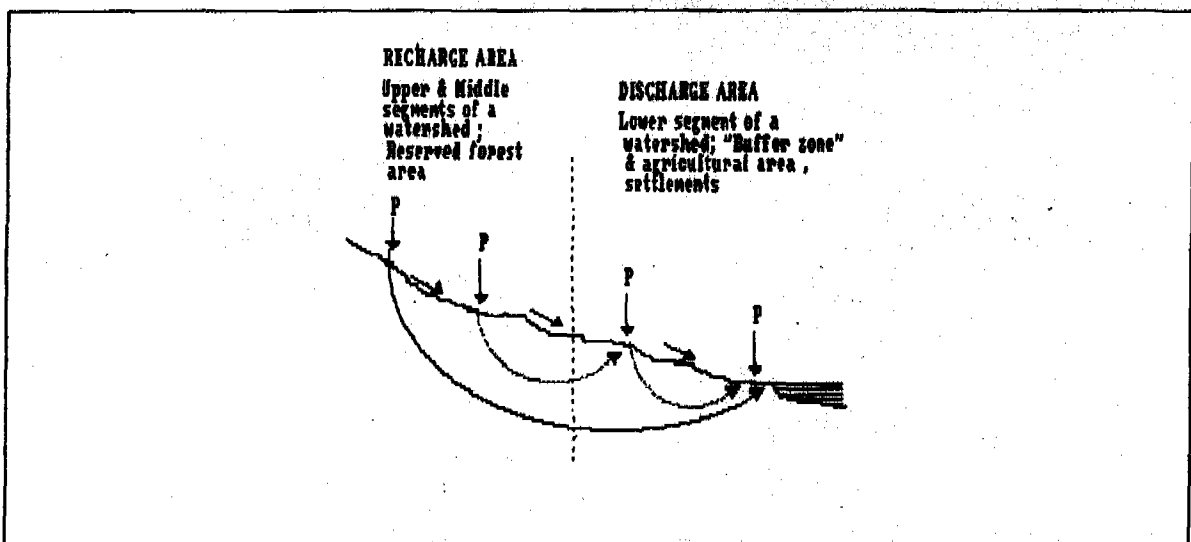 RECHARGE AREA
Upper & Middle
segments of a
watershed ;
Reserved forest
area
DISCHARGE AREA
Lower segment of a
watershed; "Buffer zone"
& agricultural area ,
settlements
P
P
P
P